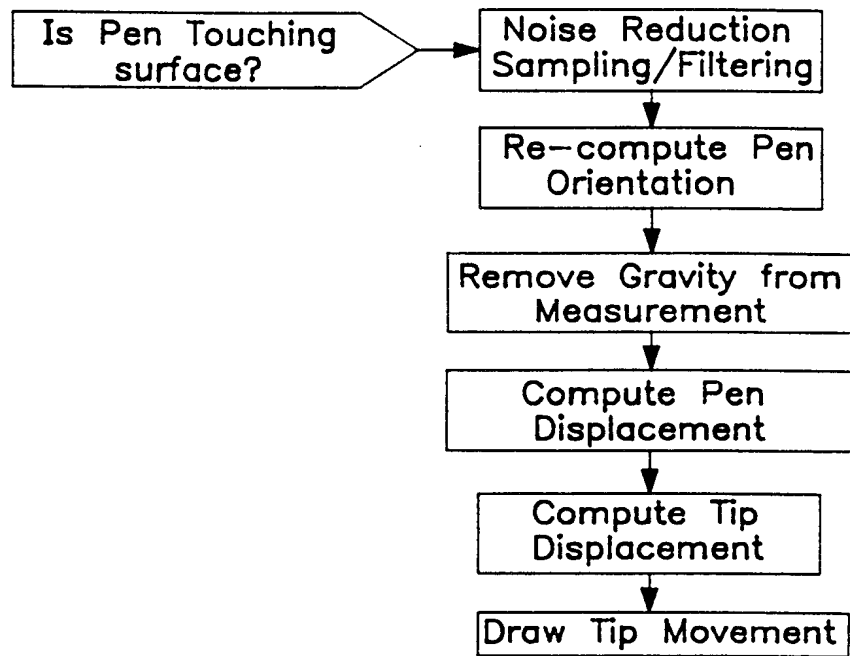 Is Pen Touching
surface?
Noise Reduction
Sampling/Filtering
Re-compute Pen
Orientation
Remove Gravity from
Measurement
Compute Pen
Displacement
Compute Tip
Displacement
Draw Tip Movement